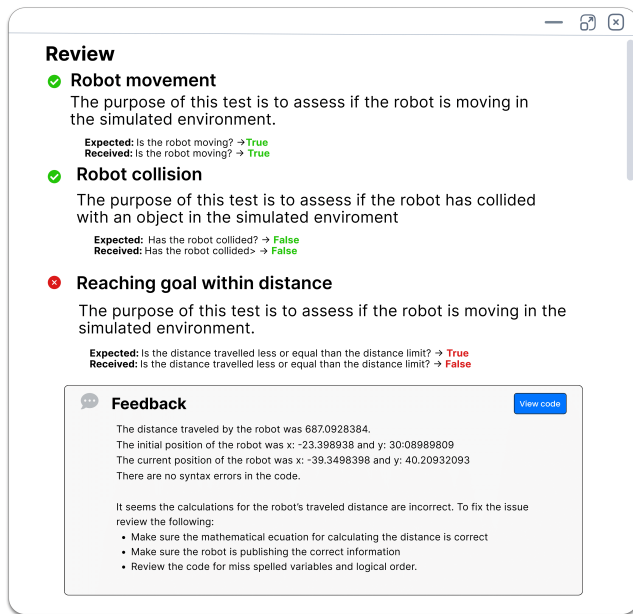 Review
Robot movement
The purpose of this test is to assess if the robot is moving in
the simulated environment.
Expected: Is the robot moving? →True
Received: Is the robot moving? → True
Robot collision
The purpose of this test is to assess if the robot has collided
with an object in the simulated enviroment
Expected: Has the robot collided? → False
Received: Has the robot collided> → False
Reaching goal within distance
The purpose of this test is to assess if the robot is moving in the
simulated environment.
Expected: Is the distance travelled less or equal than the distance limit? → True
Received: Is the distance travelled less or equal than the distance limit? → False
Feedback
View code
The distance traveled by the robot was 687.0928384.
The initial position of the robot was x: -23.398938 and y: 30:08989809
The current position of the robot was x: -39.3498398 and y: 40.20932093
There are no syntax errors in the code.
It seems the calculations for the robot's traveled distance are incorrect. To fix the issue
review the following:
• Make sure the mathematical ecuation for calculating the distance is correct
• Make sure the robot is publishing the correct information
• Review the code for miss spelled variables and logical order.